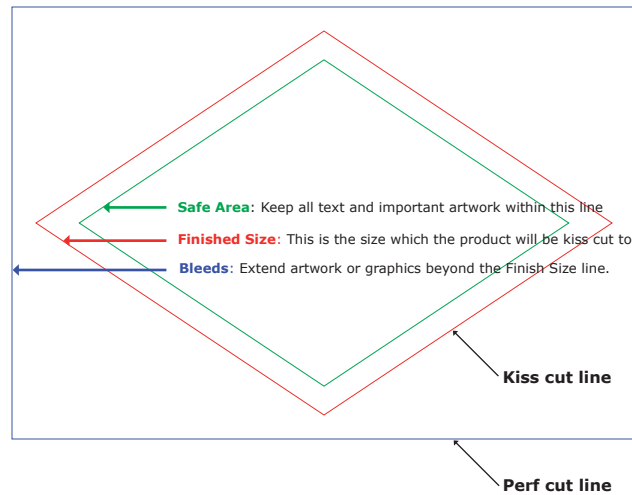 Safe Area: Keep all text and important artwork within this line
Finished Size: This is the size which the product will be kiss cut to
Bleeds: Extend artwork or graphics beyond the Finish Size line.
Kiss cut line
Perf cut line